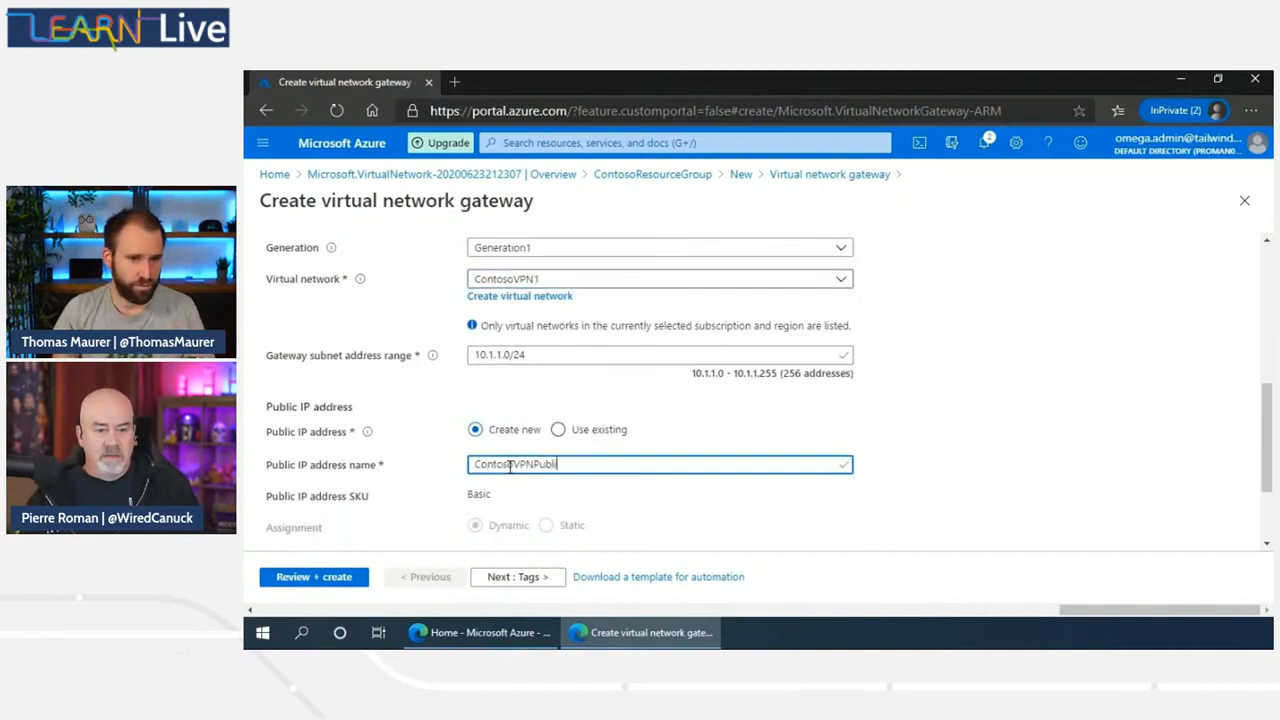 LEARN Live
Create virtual network gateway
https://portal.azure.com/?feature.customportal=false#create/Microsoft.VirtualNetworkGateway-ARM
InPrivate (2)
Microsoft Azure
Upgrade
Search resources, services, and docs (G+/)
2
omega.admin@tailwind...
DEFAULT DIRECTORY (PROMAN0...
Home > Microsoft.VirtualNetwork-20200623212307 | Overview > ContosoResourceGroup > New > Virtual network gateway >
Create virtual network gateway
Generation
Generation1
Virtual network *
ContosoVPN1
Create virtual network
Only virtual networks in the currently selected subscription and region are listed.
Gateway subnet address range *
10.1.1.0/24
10.1.1.0 - 10.1.1.255 (256 addresses)
Public IP address
Public IP address *
Create new
Use existing
Public IP address name *
ContosoVPNPubli
Public IP address SKU
Basic
Assignment
Dynamic
Static
Review + create
< Previous
Next : Tags >
Download a template for automation
Home - Microsoft Azure - ...
Create virtual network gate...
Thomas Maurer | @ThomasMaurer
Pierre Roman | @WiredCanuck